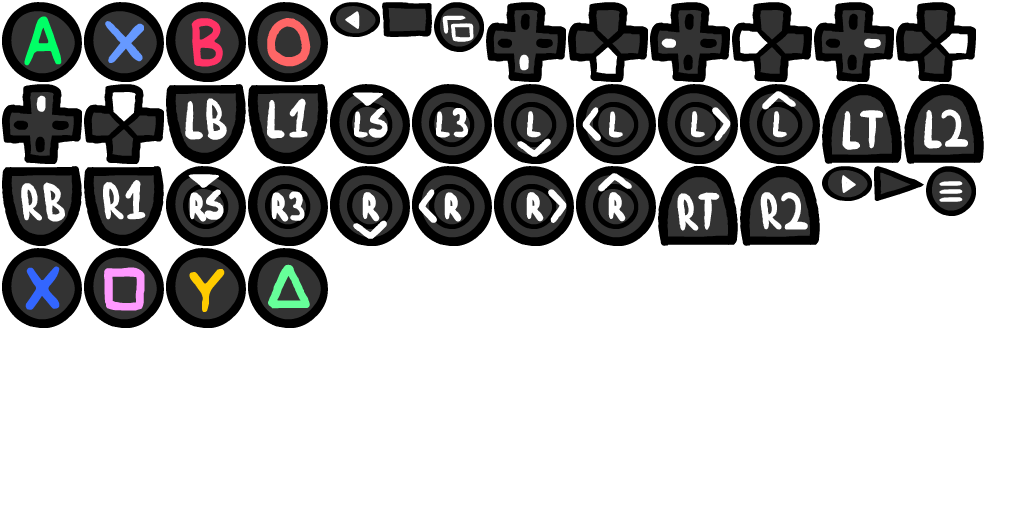 A X B O
LB L1 LS L3 L L L L LT L2
RB R1 RS R3 R R R R RT R2
X Y